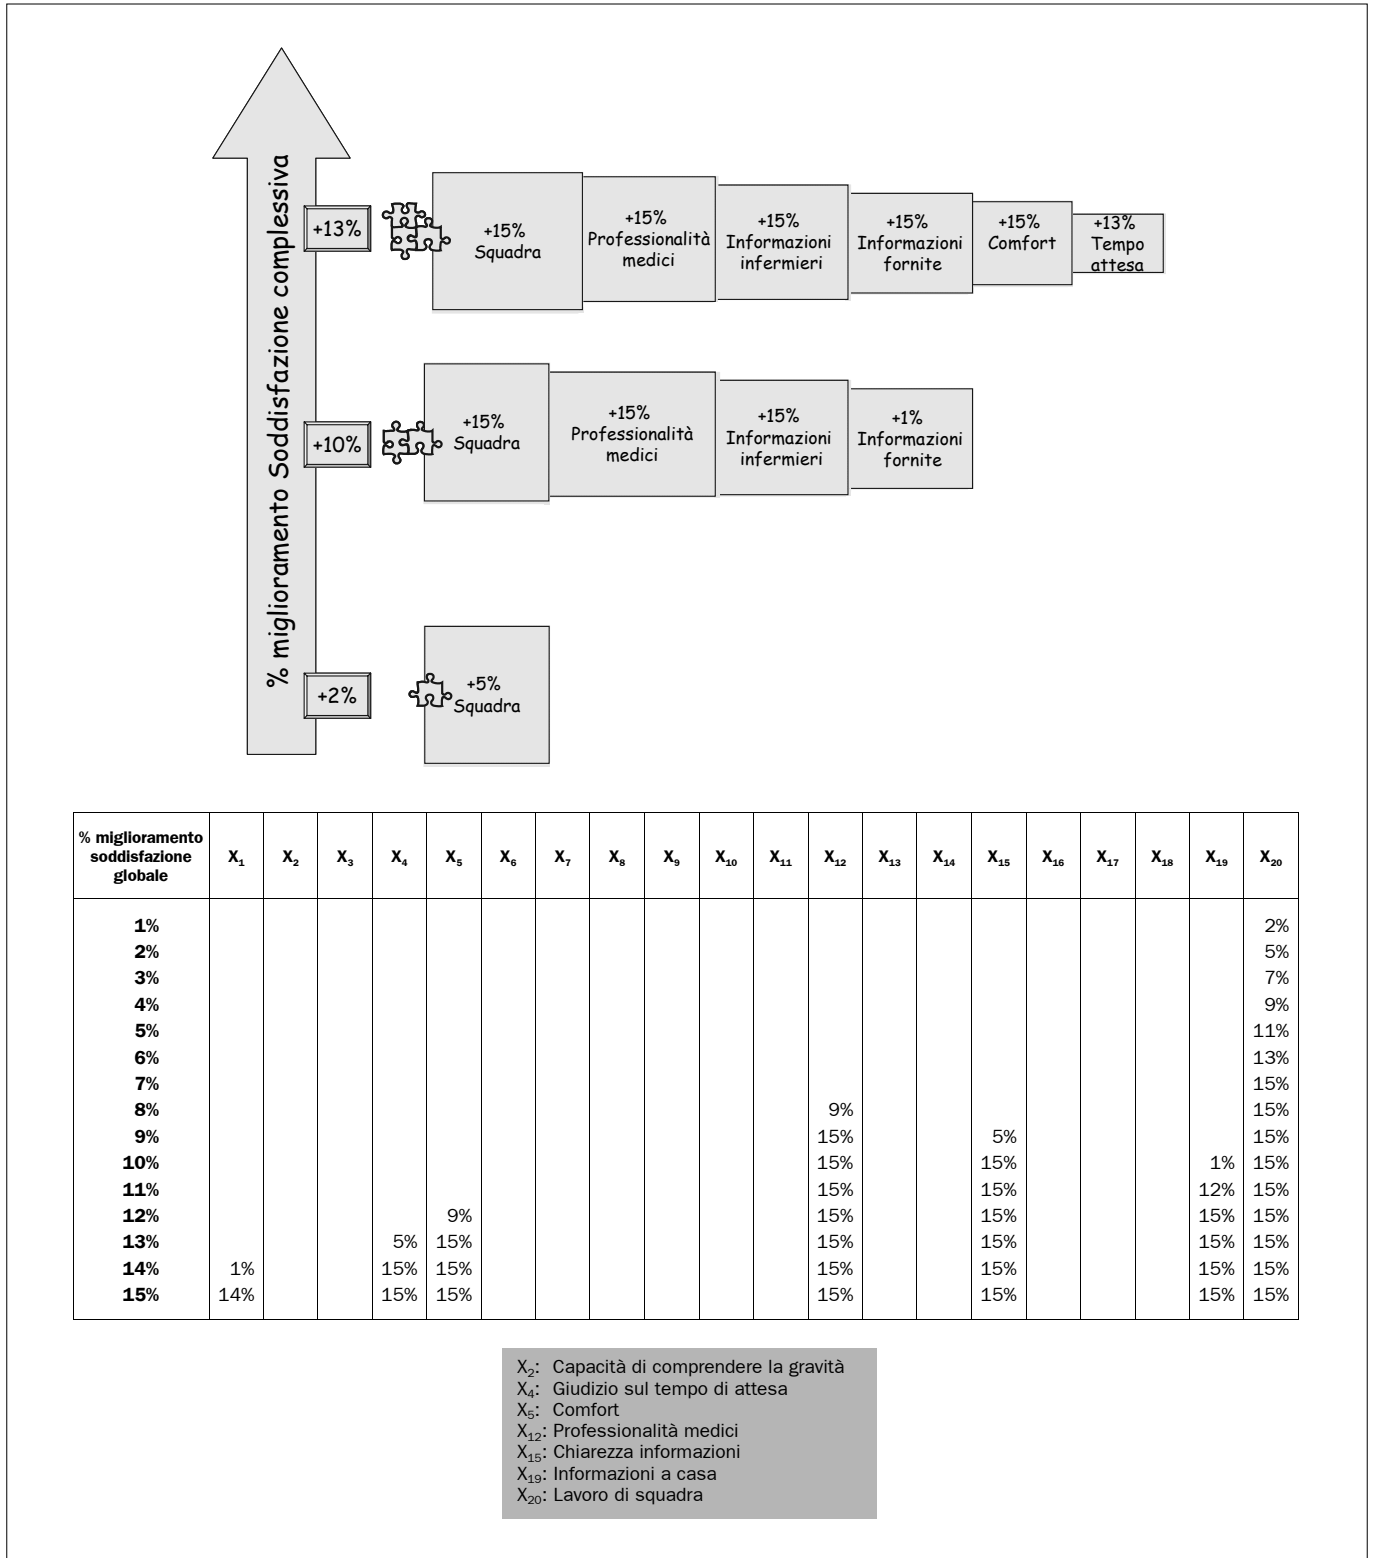 % miglioramento Soddisfazione complessiva
+13%
+15%
Squadra
+15%
Professionalità
medici
+15%
Informazioni
infermieri
+15%
Informazioni
fornite
+15%
Comfort
+13%
Tempo
attesa
+10%
+15%
Squadra
+15%
Professionalità
medici
+15%
Informazioni
infermieri
+1%
Informazioni
fornite
+2%
+5%
Squadra
% miglioramento
soddisfazione
globale
X₁ X₂ X₃ X₄ X₅ X₆ X₇ X₈ X₉ X₁₀ X₁₁ X₁₂ X₁₃ X₁₄ X₁₅ X₁₆ X₁₇ X₁₈ X₁₉ X₂₀
1% 2%
2% 5%
3% 7%
4% 9%
5% 11%
6% 13%
7% 15%
8% 9% 15%
9% 15% 5% 15%
10% 15% 15% 1% 15%
11% 15% 15% 12% 15%
12% 9% 15% 15% 15% 15%
13% 5% 15% 15% 15% 15% 15%
14% 1% 15% 15% 15% 15% 15% 15%
15% 14% 15% 15% 15% 15% 15% 15%
X₂: Capacità di comprendere la gravità
X₄: Giudizio sul tempo di attesa
X₅: Comfort
X₁₂: Professionalità medici
X₁₅: Chiarezza informazioni
X₁₉: Informazioni a casa
X₂₀: Lavoro di squadra